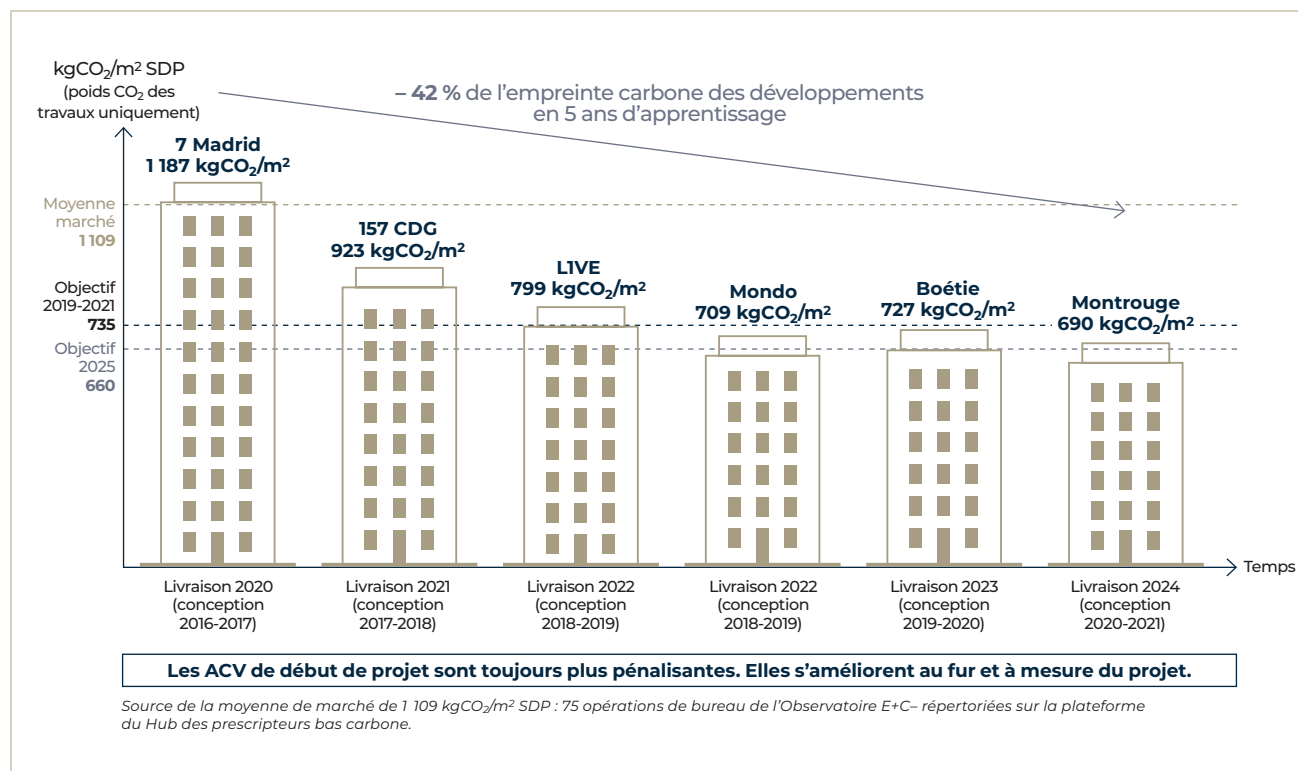 kgCO₂/m² SDP
(poids CO₂ des
travaux uniquement)
– 42 % de l’empreinte carbone des développements
en 5 ans d’apprentissage
7 Madrid
1 187 kgCO₂/m²
Moyenne
marché
1 109
157 CDG
923 kgCO₂/m²
L1VE
799 kgCO₂/m²
Mondo
709 kgCO₂/m²
Boétie
727 kgCO₂/m²
Montrouge
690 kgCO₂/m²
Objectif
2019-2021
735
Objectif
2025
660
Temps
Livraison 2020
(conception
2016-2017)
Livraison 2021
(conception
2017-2018)
Livraison 2022
(conception
2018-2019)
Livraison 2022
(conception
2018-2019)
Livraison 2023
(conception
2019-2020)
Livraison 2024
(conception
2020-2021)
Les ACV de début de projet sont toujours plus pénalisantes. Elles s’améliorent au fur et à mesure du projet.
Source de la moyenne de marché de 1 109 kgCO₂/m² SDP : 75 opérations de bureau de l’Observatoire E+C– répertoriées sur la plateforme
du Hub des prescripteurs bas carbone.